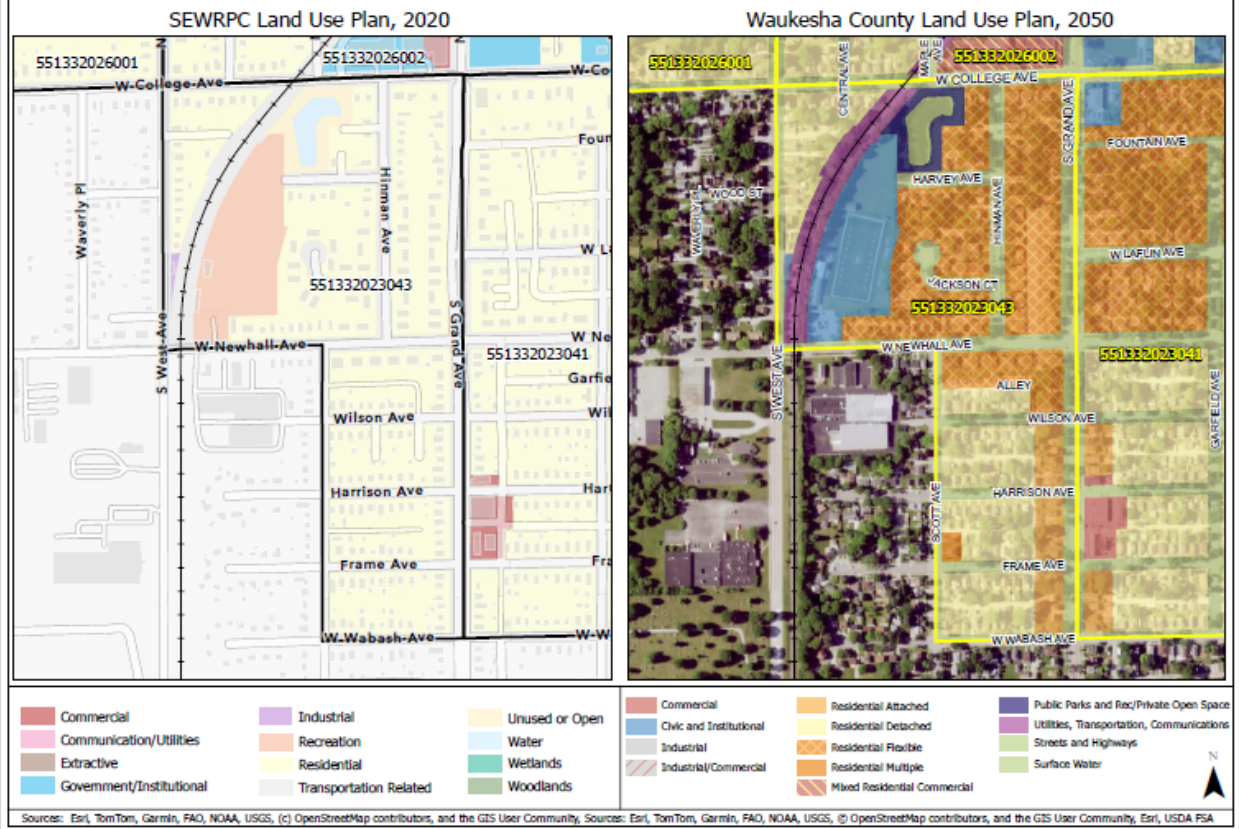 SEWRPC Land Use Plan, 2020
551332026001
551332026002
W-College-Ave
W-Co
Foun
Waverly Pl
Hinman Ave
W La
551332023043
S West-Ave
S Grand Ave
W-Newhall-Ave
W Ne
551332023041
Garfie
Wilson Ave
Wil
Harrison Ave
Har
Frame Ave
Fra
W-Wabash-Ave
W-W
Commercial
Communication/Utilities
Extractive
Government/Institutional
Industrial
Recreation
Residential
Transportation Related
Unused or Open
Water
Wetlands
Woodlands
Waukesha County Land Use Plan, 2050
551332026001
CENTRAL AVE
MAPLE AVE
551332026002
W COLLEGE AVE
S GRAND AVE
FOUNTAIN AVE
HARVEY AVE
WOOD ST
WAVERLY PL
HINMAN AVE
W LAFLIN AVE
JACKSON CT
551332023043
W NEWHALL AVE
551332023041
S WEST AVE
ALLEY
GARFIELD AVE
WILSON AVE
HARRISON AVE
SCOTT AVE
FRAME AVE
W WABASH AVE
Commercial
Civic and Institutional
Industrial
Industrial/Commercial
Residential Attached
Residential Detached
Residential Flexible
Residential Multiple
Mixed Residential Commercial
Public Parks and Rec/Private Open Space
Utilities, Transportation, Communications
Streets and Highways
Surface Water
N
Sources: Esri, TomTom, Garmin, FAO, NOAA, USGS, (c) OpenStreetMap contributors, and the GIS User Community, Sources: Esri, TomTom, Garmin, FAO, NOAA, USGS, © OpenStreetMap contributors, and the GIS User Community, Esri, USDA FSA